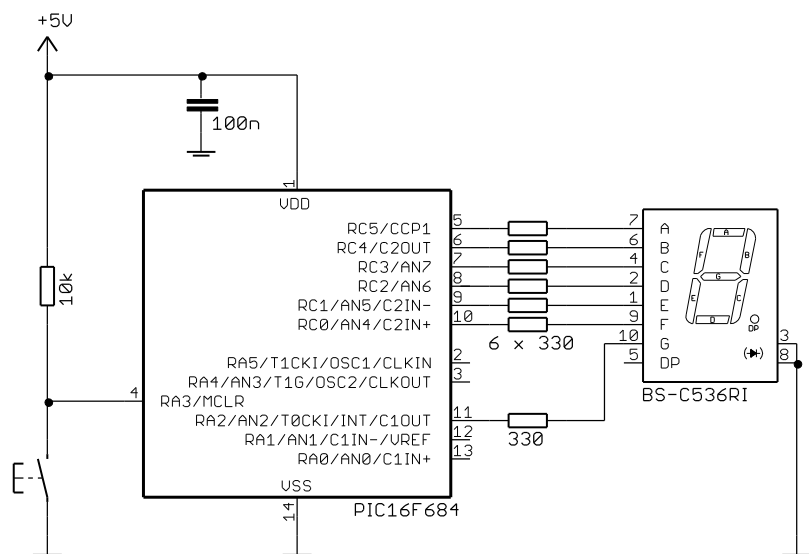 +5V
100n
10k
1
VDD
RC5/CCP1 5
RC4/C2OUT 6
RC3/AN7 7
RC2/AN6 8
RC1/AN5/C2IN- 9
RC0/AN4/C2IN+ 10
RA5/T1CKI/OSC1/CLKIN 2
RA4/AN3/T1G/OSC2/CLKOUT 3
4 RA3/MCLR
RA2/AN2/T0CKI/INT/C1OUT 11
RA1/AN1/C1IN-/VREF 12
RA0/AN0/C1IN+ 13
VSS
14
PIC16F684
6 x 330
330
7 A
6 B
4 C
2 D
1 E
9 F
10 G
5 DP
A
F B
G
E C
D
DP
3
8
BS-C536RI